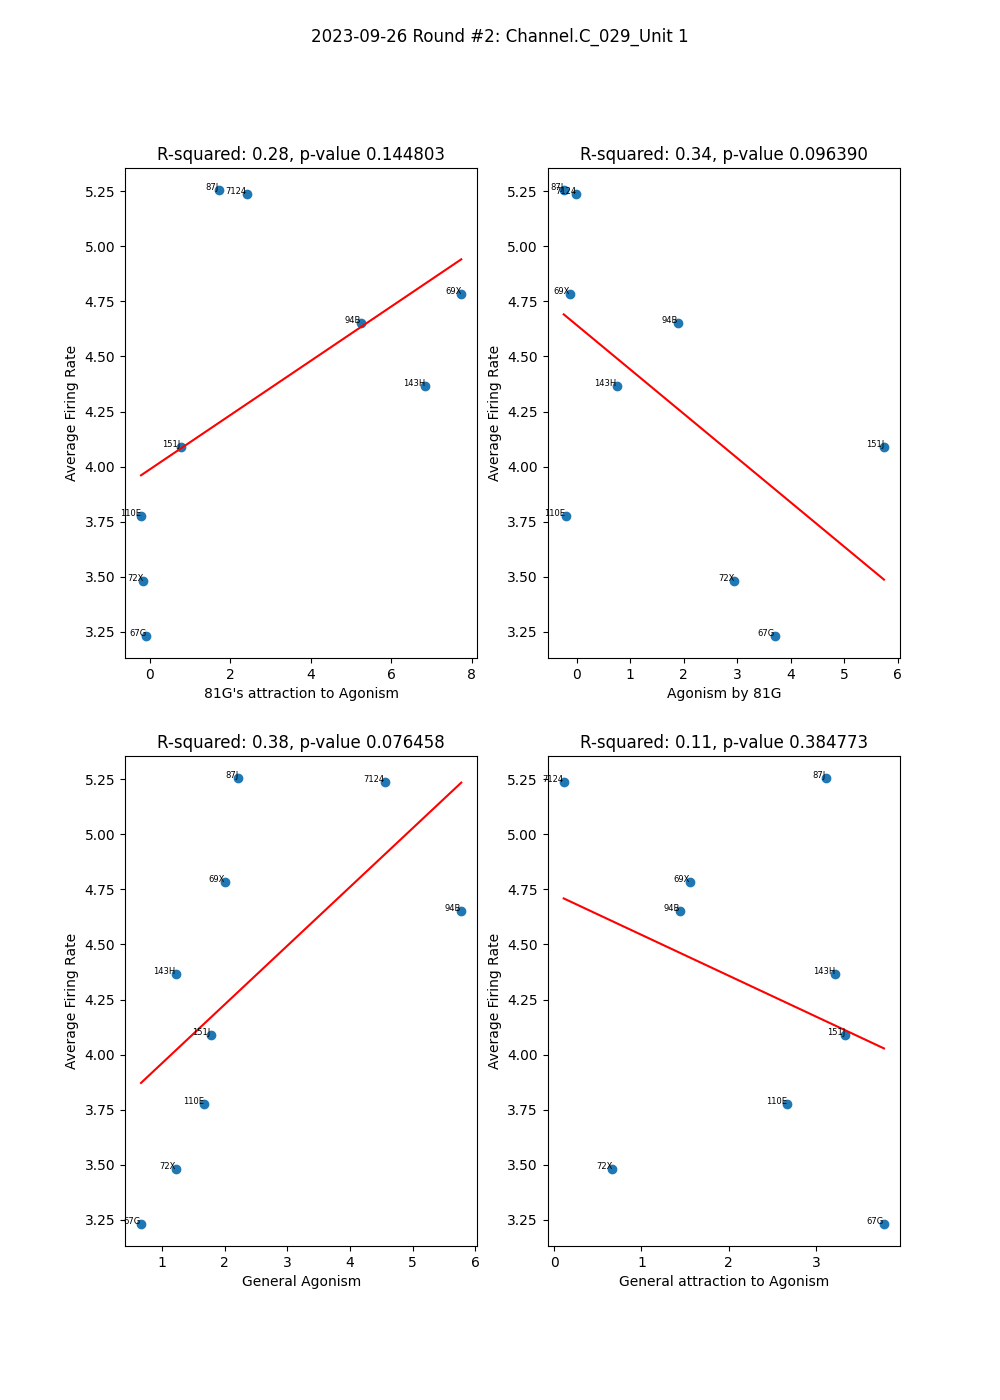 2023-09-26 Round #2: Channel.C_029_Unit 1
R-squared: 0.28, p-value 0.144803
5.25
5.00
4.75
4.50
4.25
4.00
3.75
3.50
3.25
Average Firing Rate
87J
7124
69X
94B
143H
151J
110E
72X
67G
0 2 4 6 8
81G's attraction to Agonism
R-squared: 0.34, p-value 0.096390
5.25
5.00
4.75
4.50
4.25
4.00
3.75
3.50
3.25
Average Firing Rate
87J
7124
69X
94B
143H
151J
110E
72X
67G
0 1 2 3 4 5 6
Agonism by 81G
R-squared: 0.38, p-value 0.076458
5.25
5.00
4.75
4.50
4.25
4.00
3.75
3.50
3.25
Average Firing Rate
87J
7124
69X
94B
143H
151J
110E
72X
67G
1 2 3 4 5 6
General Agonism
R-squared: 0.11, p-value 0.384773
5.25
5.00
4.75
4.50
4.25
4.00
3.75
3.50
3.25
Average Firing Rate
7124
87J
69X
94B
143H
151J
110E
72X
67G
0 1 2 3
General attraction to Agonism